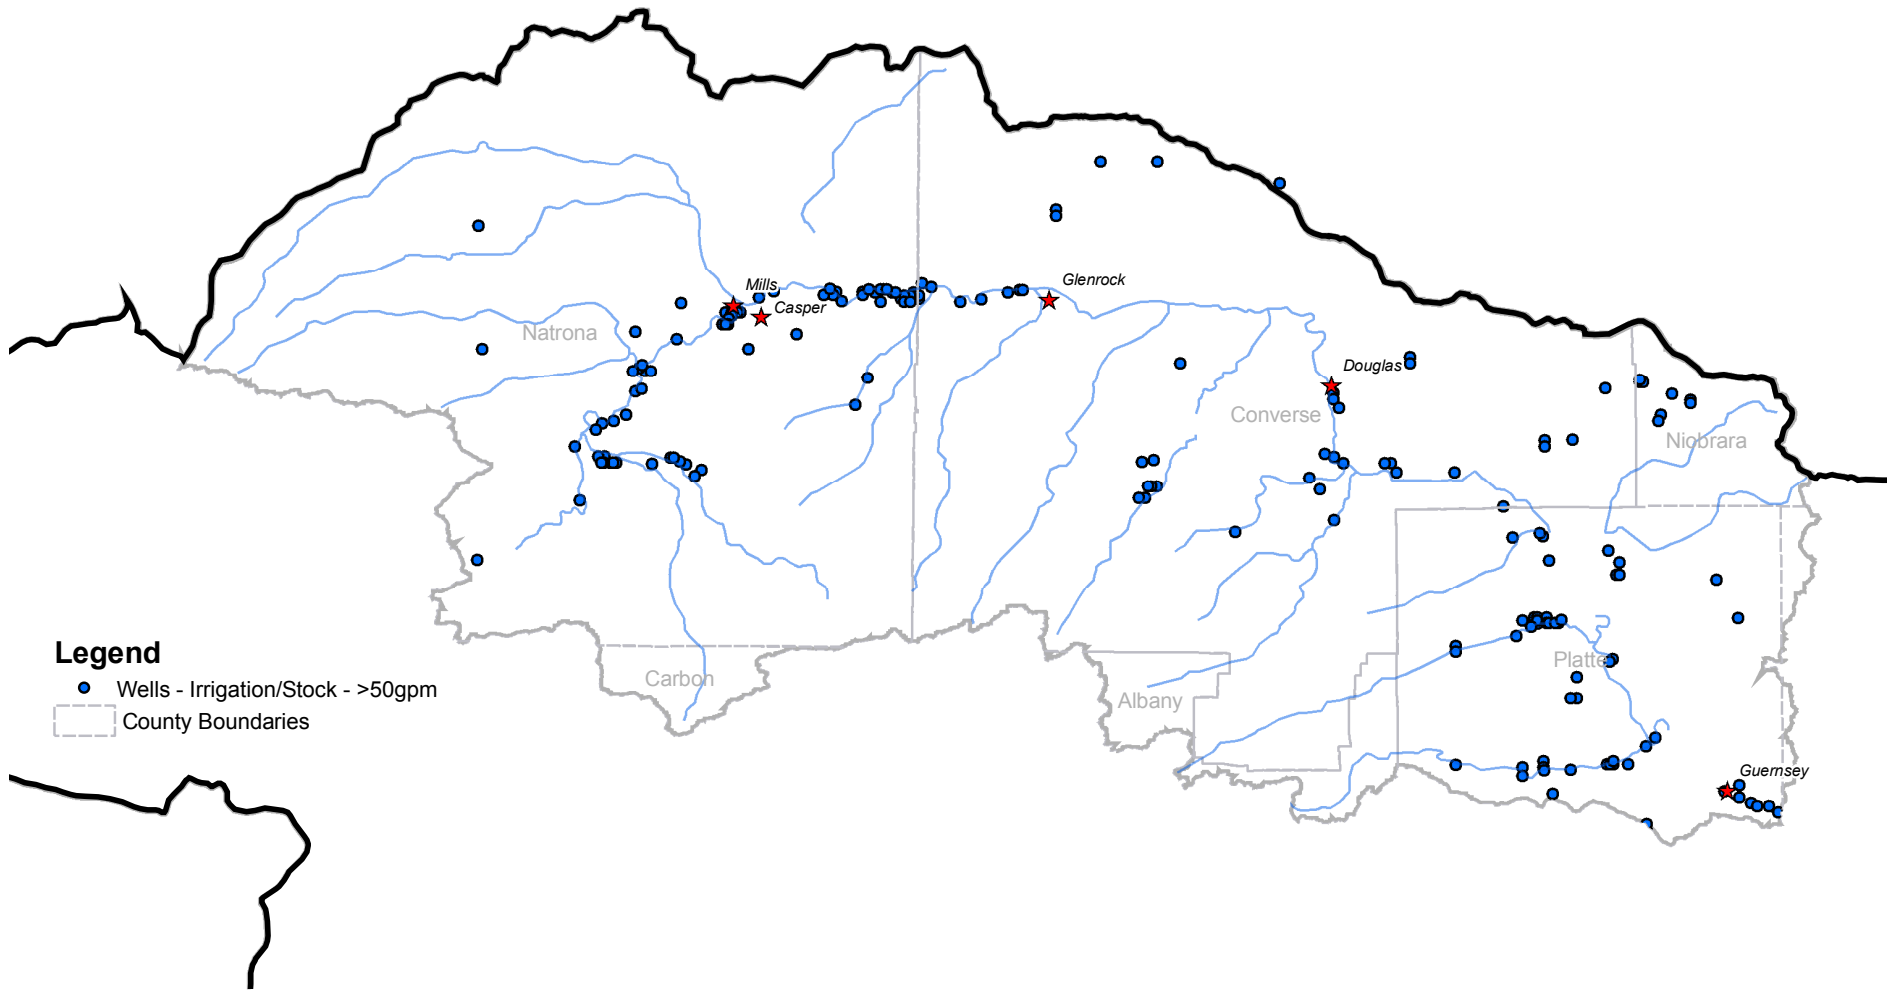 Mills
Casper
Glenrock
Natrona
Douglas
Converse
Niobrara
Platte
Carbon
Albany
Guernsey
Legend
Wells - Irrigation/Stock - >50gpm
County Boundaries